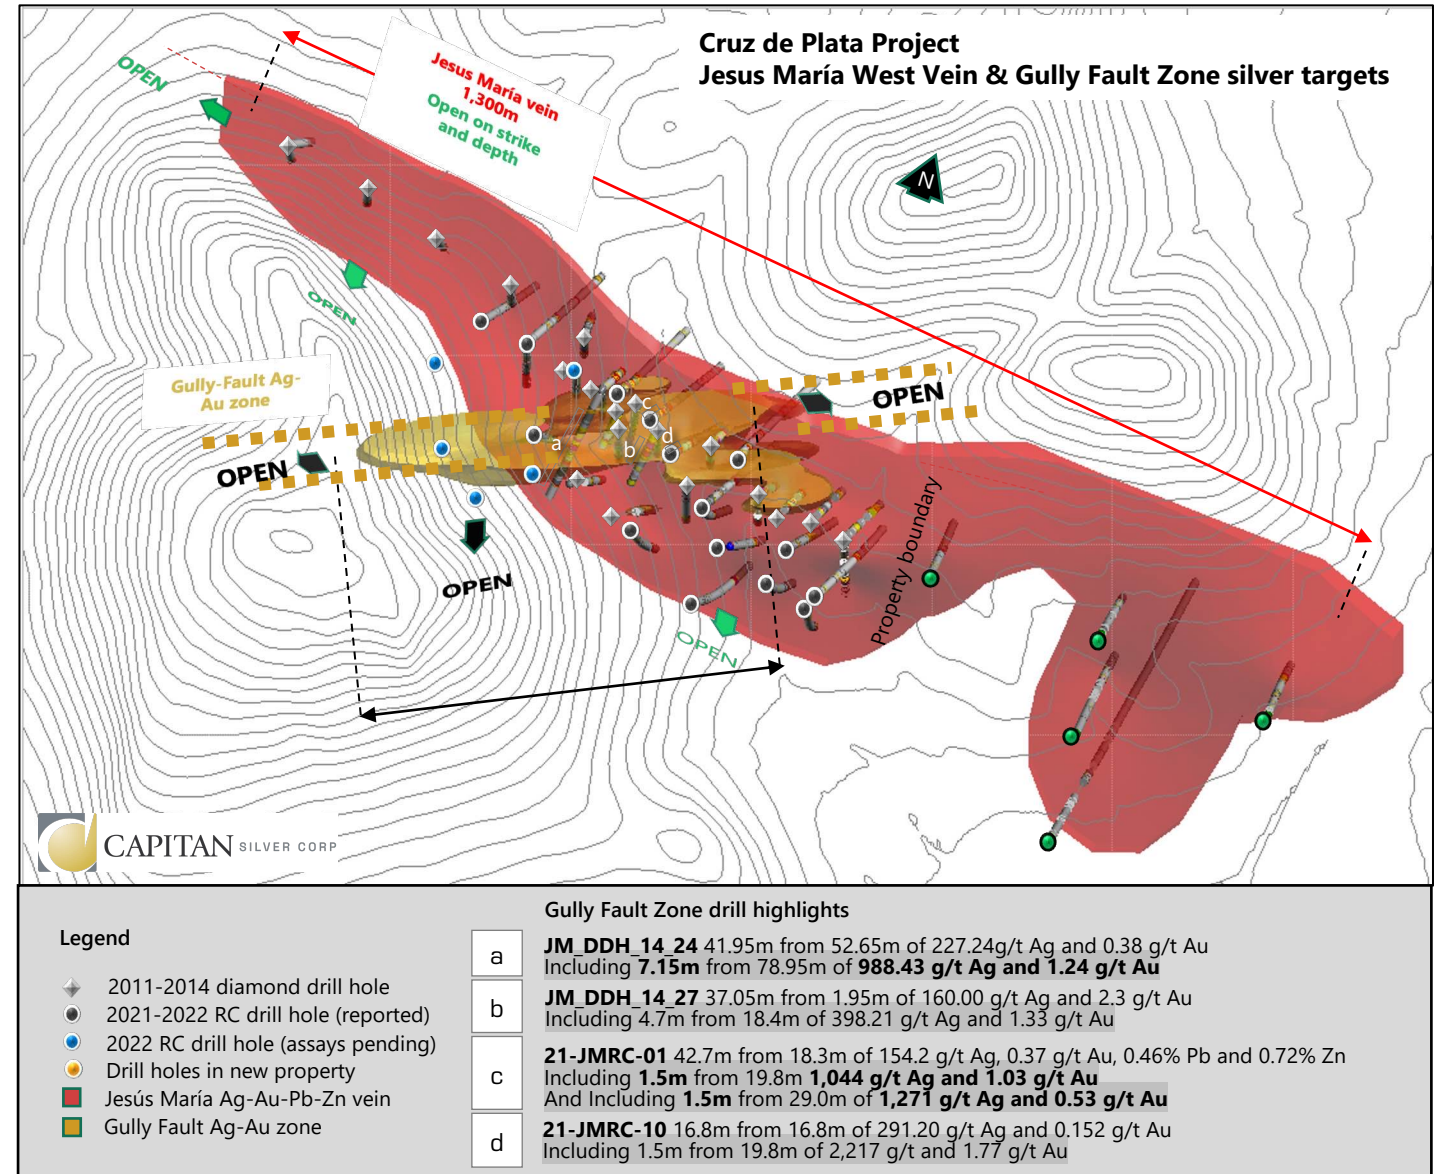 Cruz de Plata Project
Jesus María West Vein & Gully Fault Zone silver targets
OPEN
Jesus María vein
1,300m
Open on strike
and depth
N
OPEN
Gully-Fault Ag-
Au zone
OPEN
OPEN
OPEN
OPEN
a
b
c
d
Property boundary
CAPITAN SILVER CORP
Legend
2011-2014 diamond drill hole
2021-2022 RC drill hole (reported)
2022 RC drill hole (assays pending)
Drill holes in new property
Jesús María Ag-Au-Pb-Zn vein
Gully Fault Ag-Au zone
Gully Fault Zone drill highlights
a
JM_DDH_14_24 41.95m from 52.65m of 227.24g/t Ag and 0.38 g/t Au
Including 7.15m from 78.95m of 988.43 g/t Ag and 1.24 g/t Au
b
JM_DDH_14_27 37.05m from 1.95m of 160.00 g/t Ag and 2.3 g/t Au
Including 4.7m from 18.4m of 398.21 g/t Ag and 1.33 g/t Au
c
21-JMRC-01 42.7m from 18.3m of 154.2 g/t Ag, 0.37 g/t Au, 0.46% Pb and 0.72% Zn
Including 1.5m from 19.8m 1,044 g/t Ag and 1.03 g/t Au
And Including 1.5m from 29.0m of 1,271 g/t Ag and 0.53 g/t Au
d
21-JMRC-10 16.8m from 16.8m of 291.20 g/t Ag and 0.152 g/t Au
Including 1.5m from 19.8m of 2,217 g/t and 1.77 g/t Au